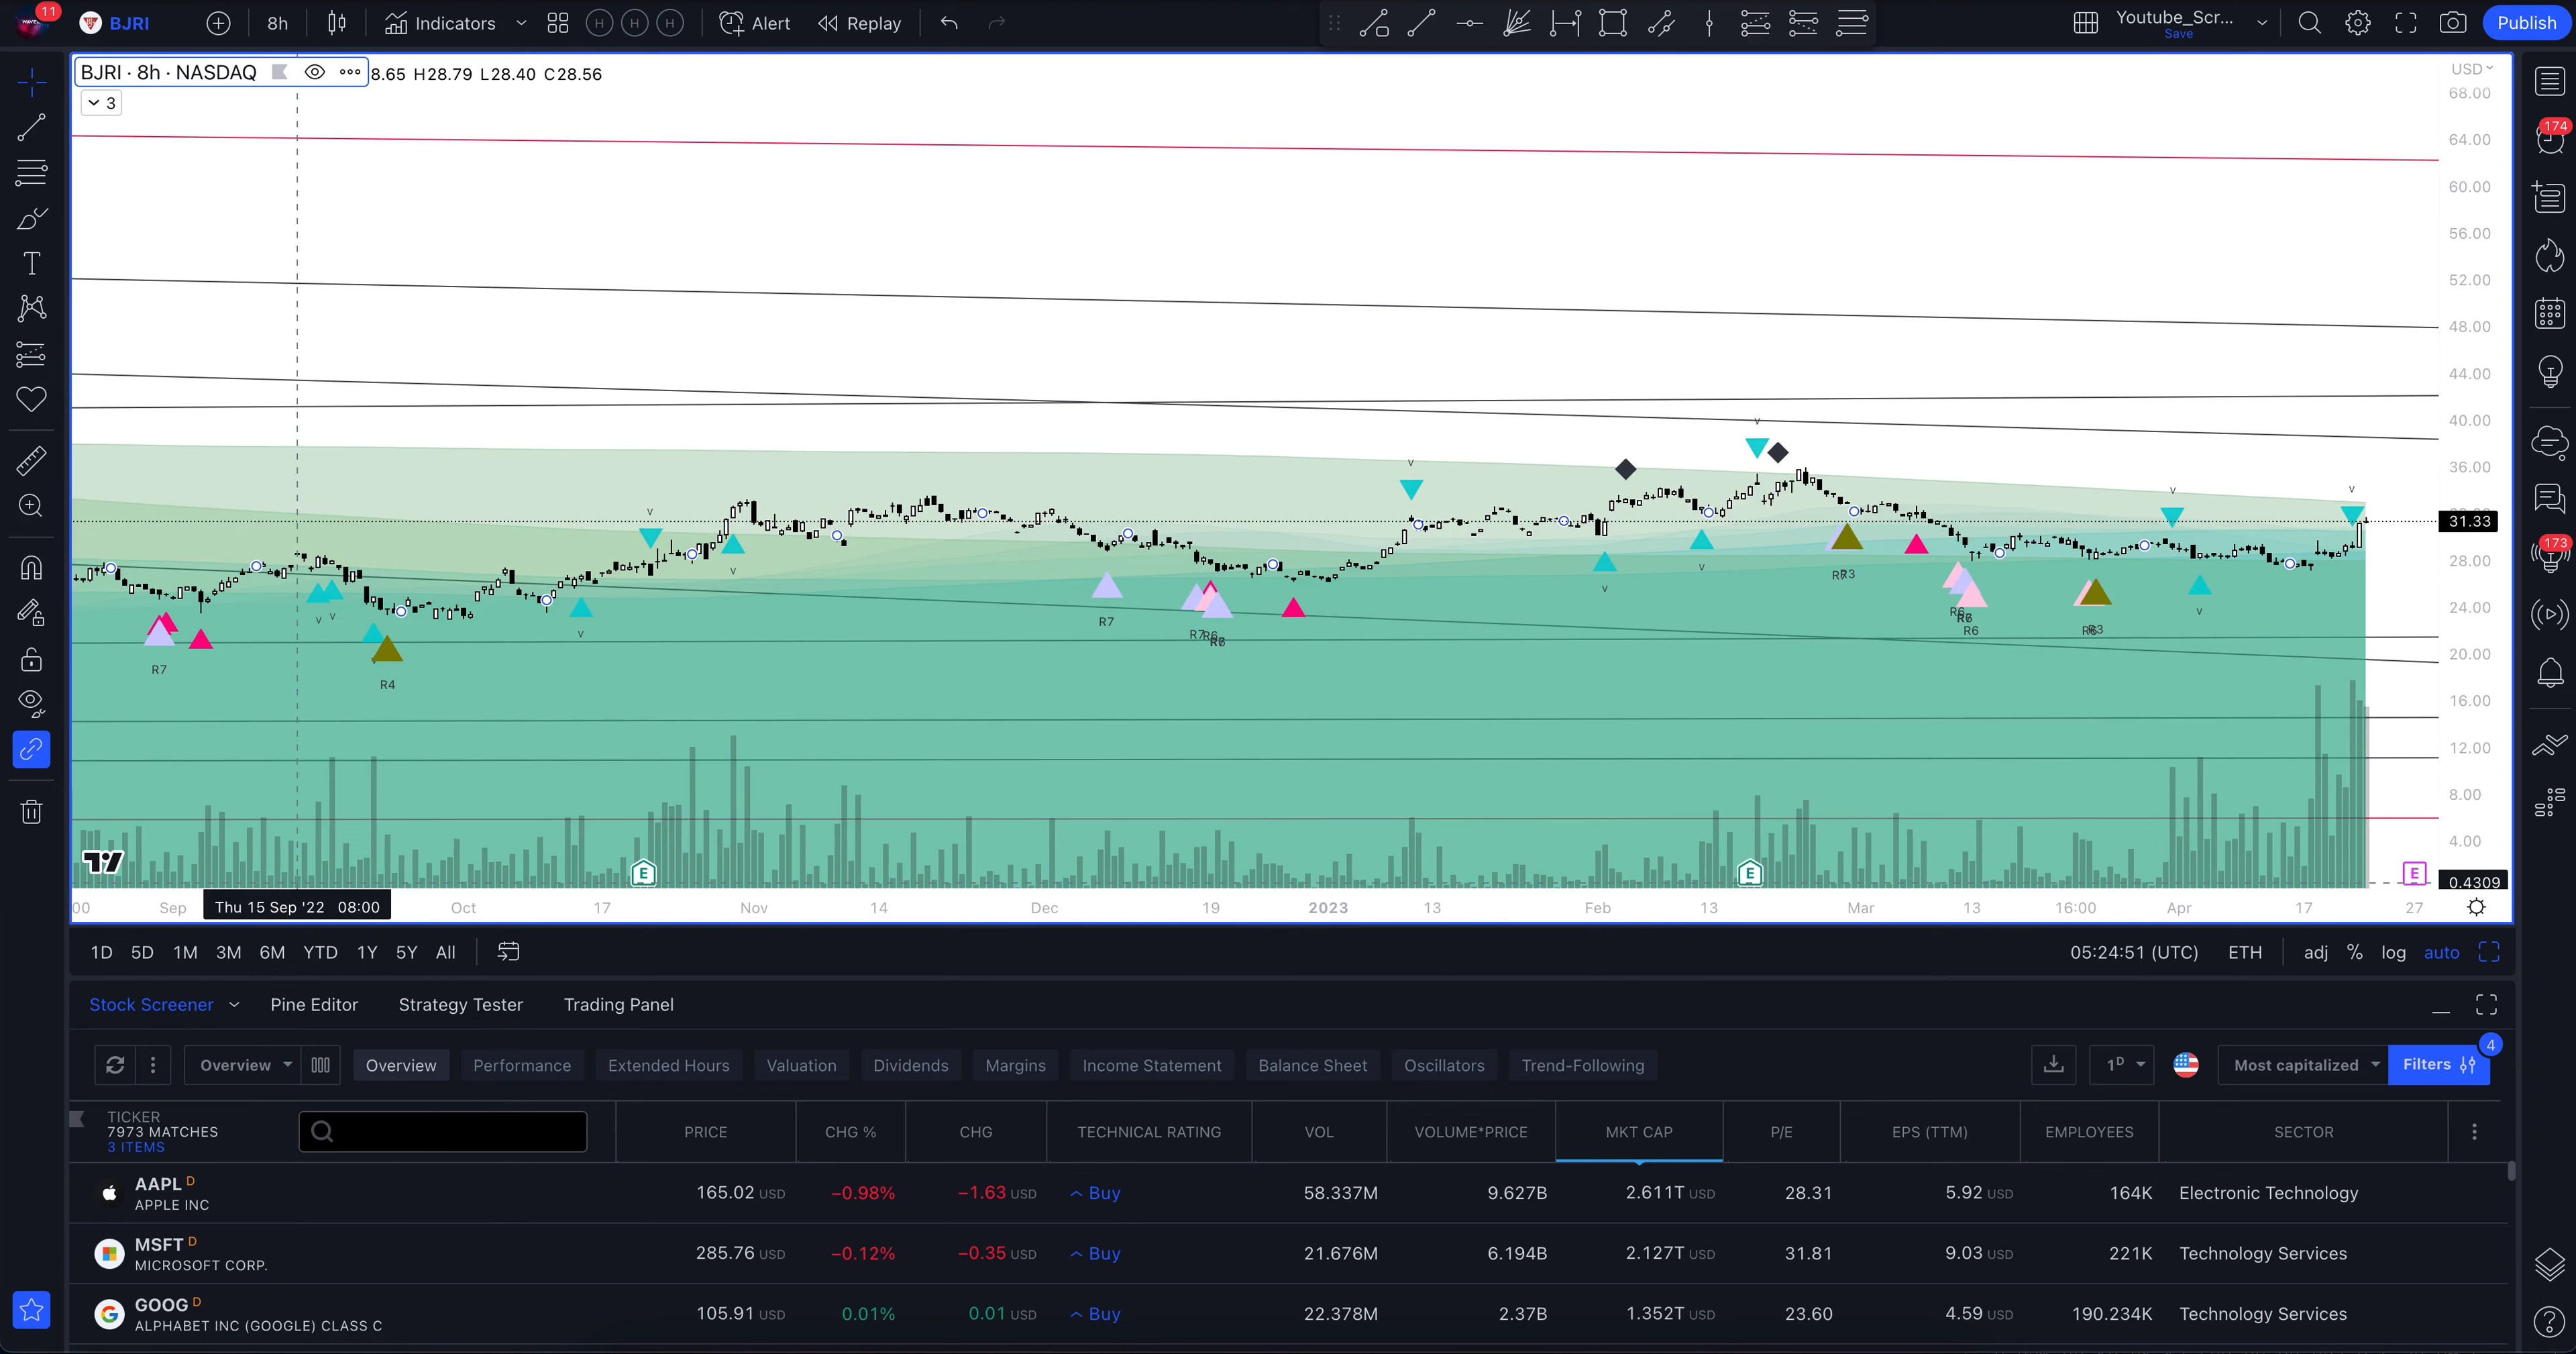 11 BJRI 8h Indicators H H H Alert Replay Youtube_Scr... Publish
Save
BJRI · 8h · NASDAQ 8.65 H28.79 L28.40 C28.56
3
USD
68.00
64.00
60.00
56.00
52.00
48.00
44.00
40.00
36.00
31.33
28.00
24.00
20.00
16.00
12.00
8.00
4.00
0.4309
174
173
v
v
v
v
v
v
v
v
v
v
v
v
R7
R4
R7
R7
R3
R6
R6
R3
E
E
E
00 Sep Thu 15 Sep '22 08:00 Oct 17 Nov 14 Dec 19 2023 13 Feb 13 Mar 13 16:00 Apr 17 27
1D 5D 1M 3M 6M YTD 1Y 5Y All 05:24:51 (UTC) ETH adj % log auto
Stock Screener Pine Editor Strategy Tester Trading Panel
Overview Overview Performance Extended Hours Valuation Dividends Margins Income Statement Balance Sheet Oscillators Trend-Following 1D Most capitalized Filters 4
TICKER
7973 MATCHES
3 ITEMS
PRICE CHG % CHG TECHNICAL RATING VOL VOLUME*PRICE MKT CAP P/E EPS (TTM) EMPLOYEES SECTOR
AAPL D 165.02 USD −0.98% −1.63 USD Buy 58.337M 9.627B 2.611T USD 28.31 5.92 USD 164K Electronic Technology
APPLE INC
MSFT D 285.76 USD −0.12% −0.35 USD Buy 21.676M 6.194B 2.127T USD 31.81 9.03 USD 221K Technology Services
MICROSOFT CORP.
GOOG D 105.91 USD 0.01% 0.01 USD Buy 22.378M 2.37B 1.352T USD 23.60 4.59 USD 190.234K Technology Services
ALPHABET INC (GOOGLE) CLASS C